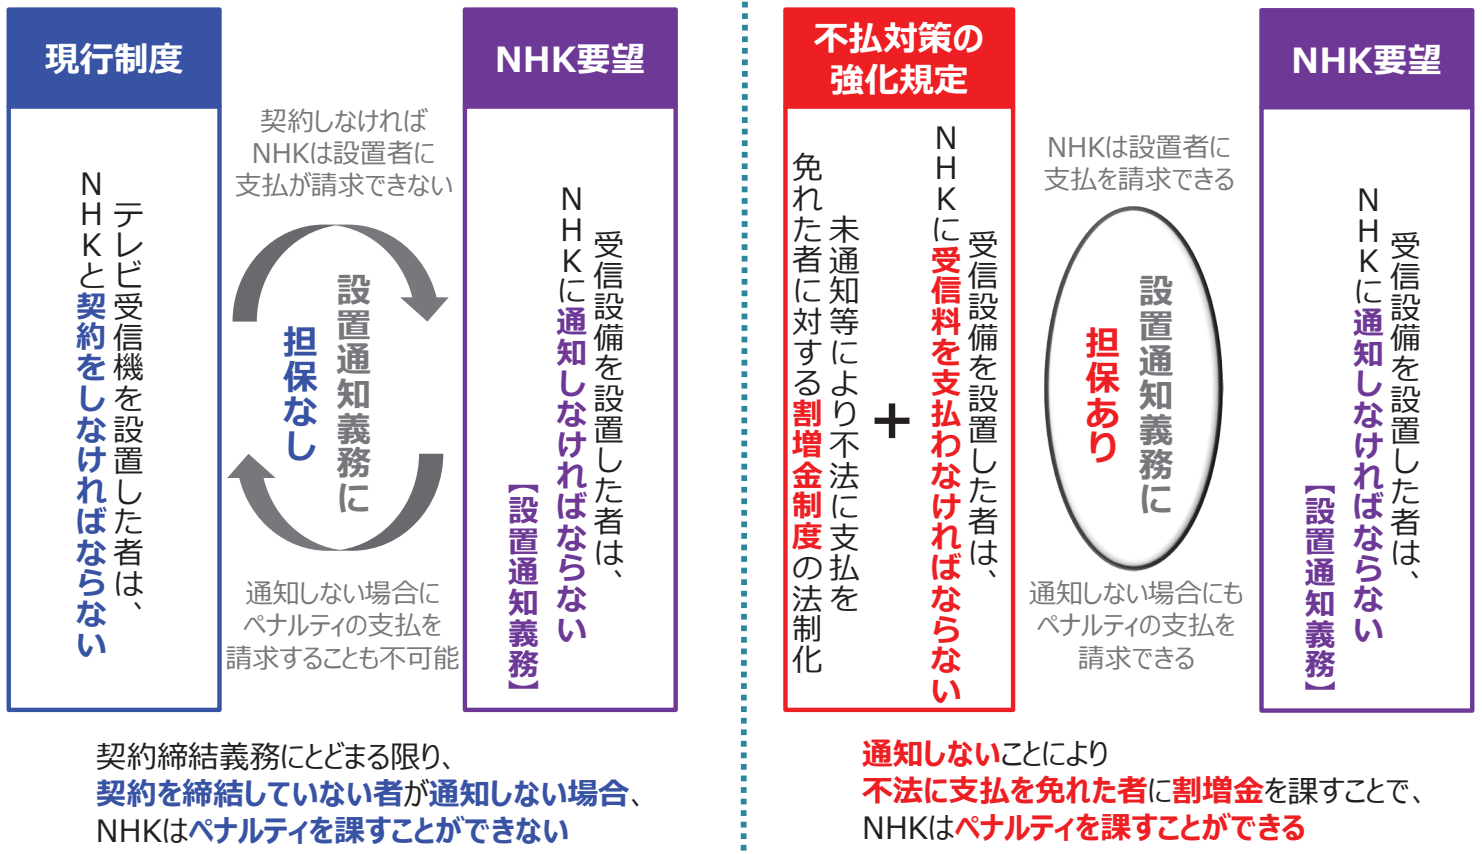 現行制度
テレビ受信機を設置した者は、
NHKと契約をしなければならない
契約しなければ
NHKは設置者に
支払が請求できない
設置通知義務に
担保なし
通知しない場合に
ペナルティの支払を
請求することも不可能
NHK要望
受信設備を設置した者は、
NHKに通知しなければならない
【設置通知義務】
契約締結義務にとどまる限り、
契約を締結していない者が通知しない場合、
NHKはペナルティを課すことができない
不払対策の
強化規定
受信設備を設置した者は、
NHKに受信料を支払わなければならない
+
未通知等により不法に支払を
免れた者に対する割増金制度の法制化
NHKは設置者に
支払を請求できる
設置通知義務に
担保あり
通知しない場合にも
ペナルティの支払を
請求できる
NHK要望
受信設備を設置した者は、
NHKに通知しなければならない
【設置通知義務】
通知しないことにより
不法に支払を免れた者に割増金を課すことで、
NHKはペナルティを課すことができる